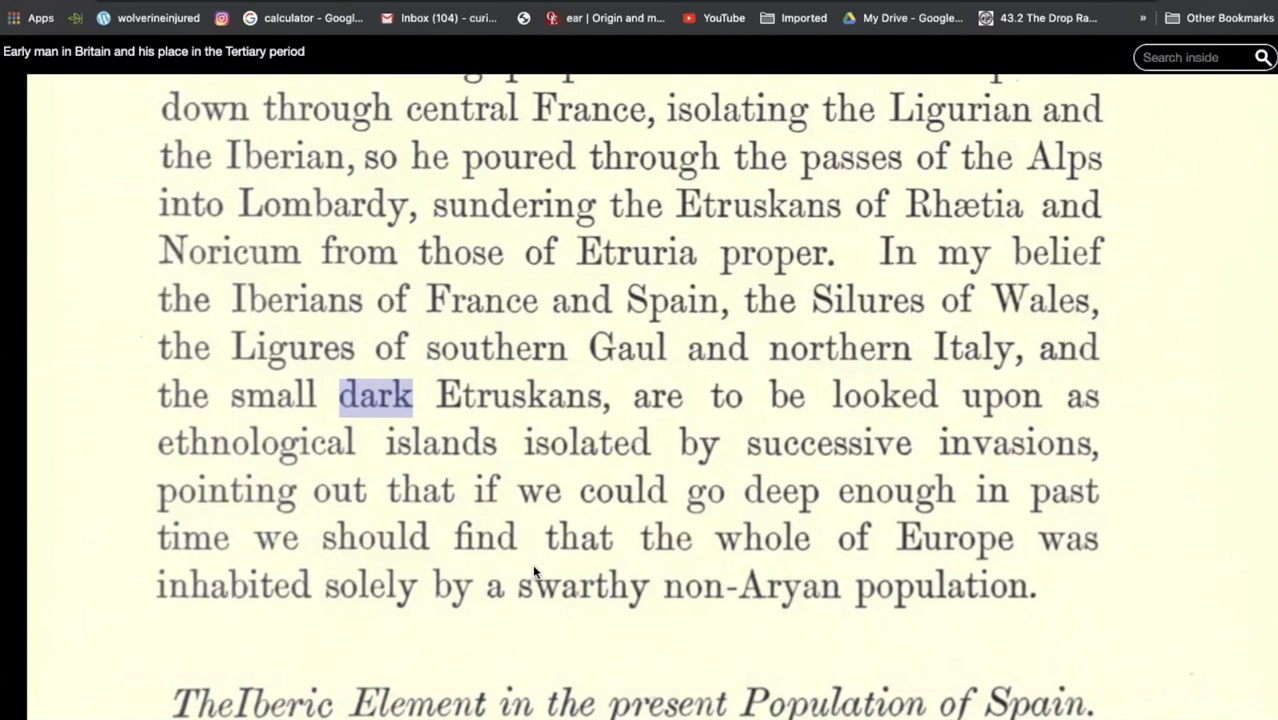 Apps wolverineinjured calculator - Googl... Inbox (104) – curi... ear | Origin and m... YouTube Imported My Drive - Google... 43.2 The Drop Ra... » Other Bookmarks
Early man in Britain and his place in the Tertiary period
Search inside
down through central France, isolating the Ligurian and
the Iberian, so he poured through the passes of the Alps
into Lombardy, sundering the Etruskans of Rhætia and
Noricum from those of Etruria proper. In my belief
the Iberians of France and Spain, the Silures of Wales,
the Ligures of southern Gaul and northern Italy, and
the small dark Etruskans, are to be looked upon as
ethnological islands isolated by successive invasions,
pointing out that if we could go deep enough in past
time we should find that the whole of Europe was
inhabited solely by a swarthy non-Aryan population.
TheIberic Element in the present Population of Spain.